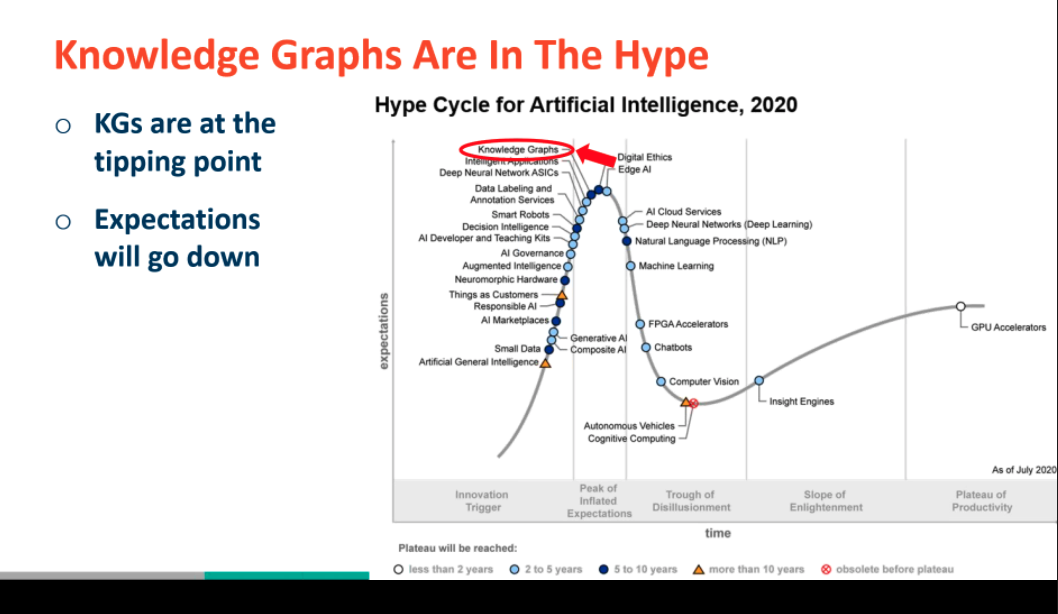 Knowledge Graphs Are In The Hype
○ KGs are at the
tipping point
○ Expectations
will go down
Hype Cycle for Artificial Intelligence, 2020
Knowledge Graphs
Intelligent Applications
Deep Neural Network ASICs
Data Labeling and
Annotation Services
Smart Robots
Decision Intelligence
AI Developer and Teaching Kits
AI Governance
Augmented Intelligence
Neuromorphic Hardware
Things as Customers
Responsible AI
AI Marketplaces
Generative AI
Small Data
Composite AI
Artificial General Intelligence
Digital Ethics
Edge AI
AI Cloud Services
Deep Neural Networks (Deep Learning)
Natural Language Processing (NLP)
Machine Learning
FPGA Accelerators
Chatbots
Computer Vision
Autonomous Vehicles
Cognitive Computing
Insight Engines
GPU Accelerators
expectations
As of July 2020
Innovation
Trigger
Peak of
Inflated
Expectations
Trough of
Disillusionment
Slope of
Enlightenment
Plateau of
Productivity
time
Plateau will be reached:
less than 2 years
2 to 5 years
5 to 10 years
more than 10 years
obsolete before plateau